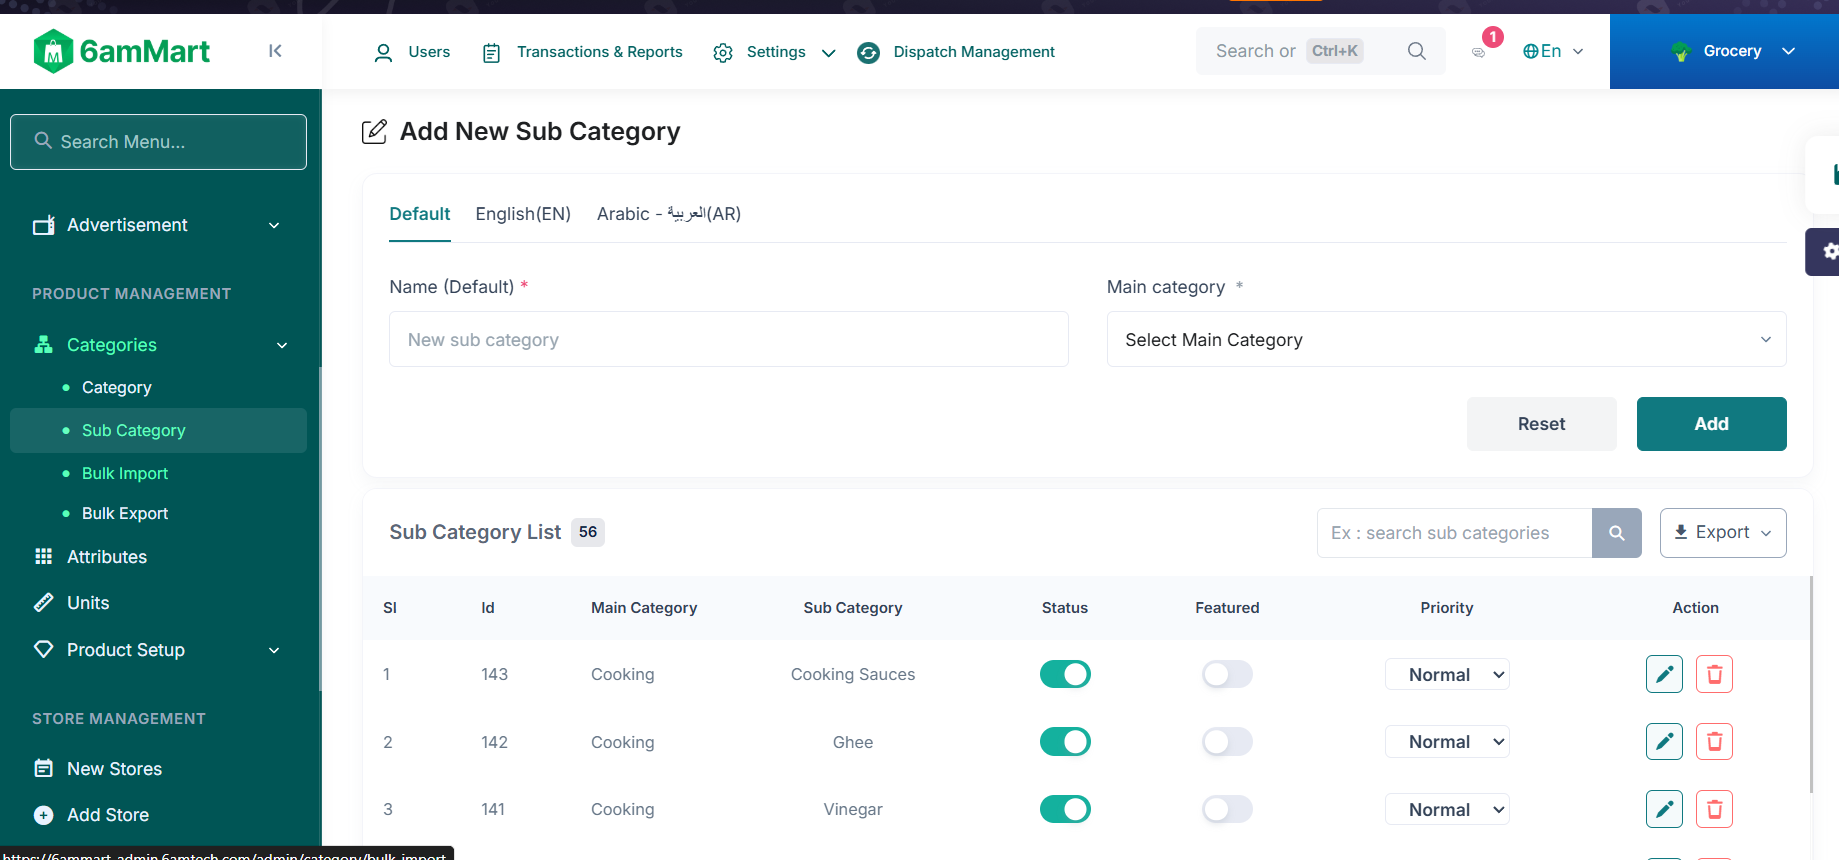 6amMart
Users
Transactions & Reports
Settings
Dispatch Management
Search or Ctrl+K
1
En
Grocery
Search Menu...
Advertisement
PRODUCT MANAGEMENT
Categories
Category
Sub Category
Bulk Import
Bulk Export
Attributes
Units
Product Setup
STORE MANAGEMENT
New Stores
Add Store
https://6ammart-admin.6amtech.com/admin/category/bulk-import
Add New Sub Category
Default English(EN) Arabic - العربية(AR)
Name (Default) *
New sub category
Main category *
Select Main Category
Reset
Add
Sub Category List 56
Ex : search sub categories
Export
Sl Id Main Category Sub Category Status Featured Priority Action
1 143 Cooking Cooking Sauces Normal
2 142 Cooking Ghee Normal
3 141 Cooking Vinegar Normal